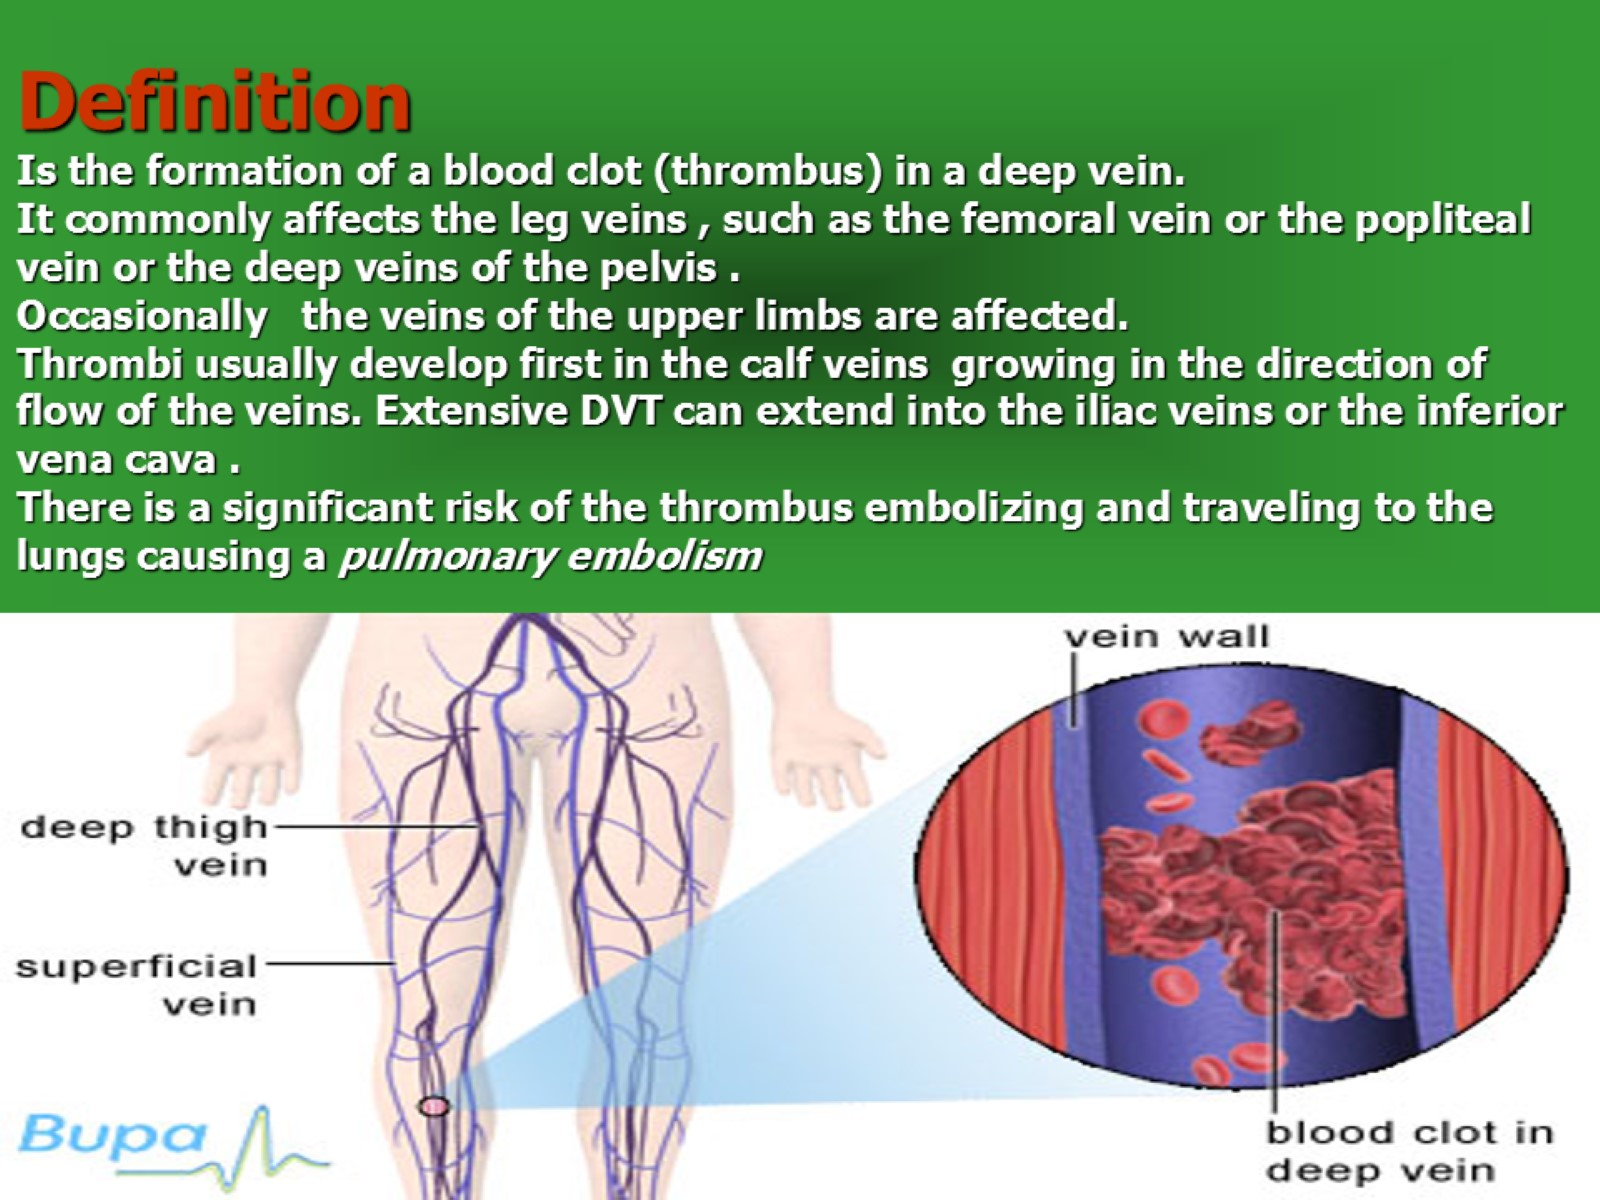 Definition
Is the formation of a blood clot (thrombus) in a deep vein.
It commonly affects the leg veins , such as the femoral vein or the popliteal
vein or the deep veins of the pelvis .
Occasionally   the veins of the upper limbs are affected.
Thrombi usually develop first in the calf veins  growing in the direction of
flow of the veins. Extensive DVT can extend into the iliac veins or the inferior
vena cava .
There is a significant risk of the thrombus embolizing and traveling to the
lungs causing a pulmonary embolism
vein wall
deep thigh
vein
superficial
vein
Bupa
blood clot in
deep vein